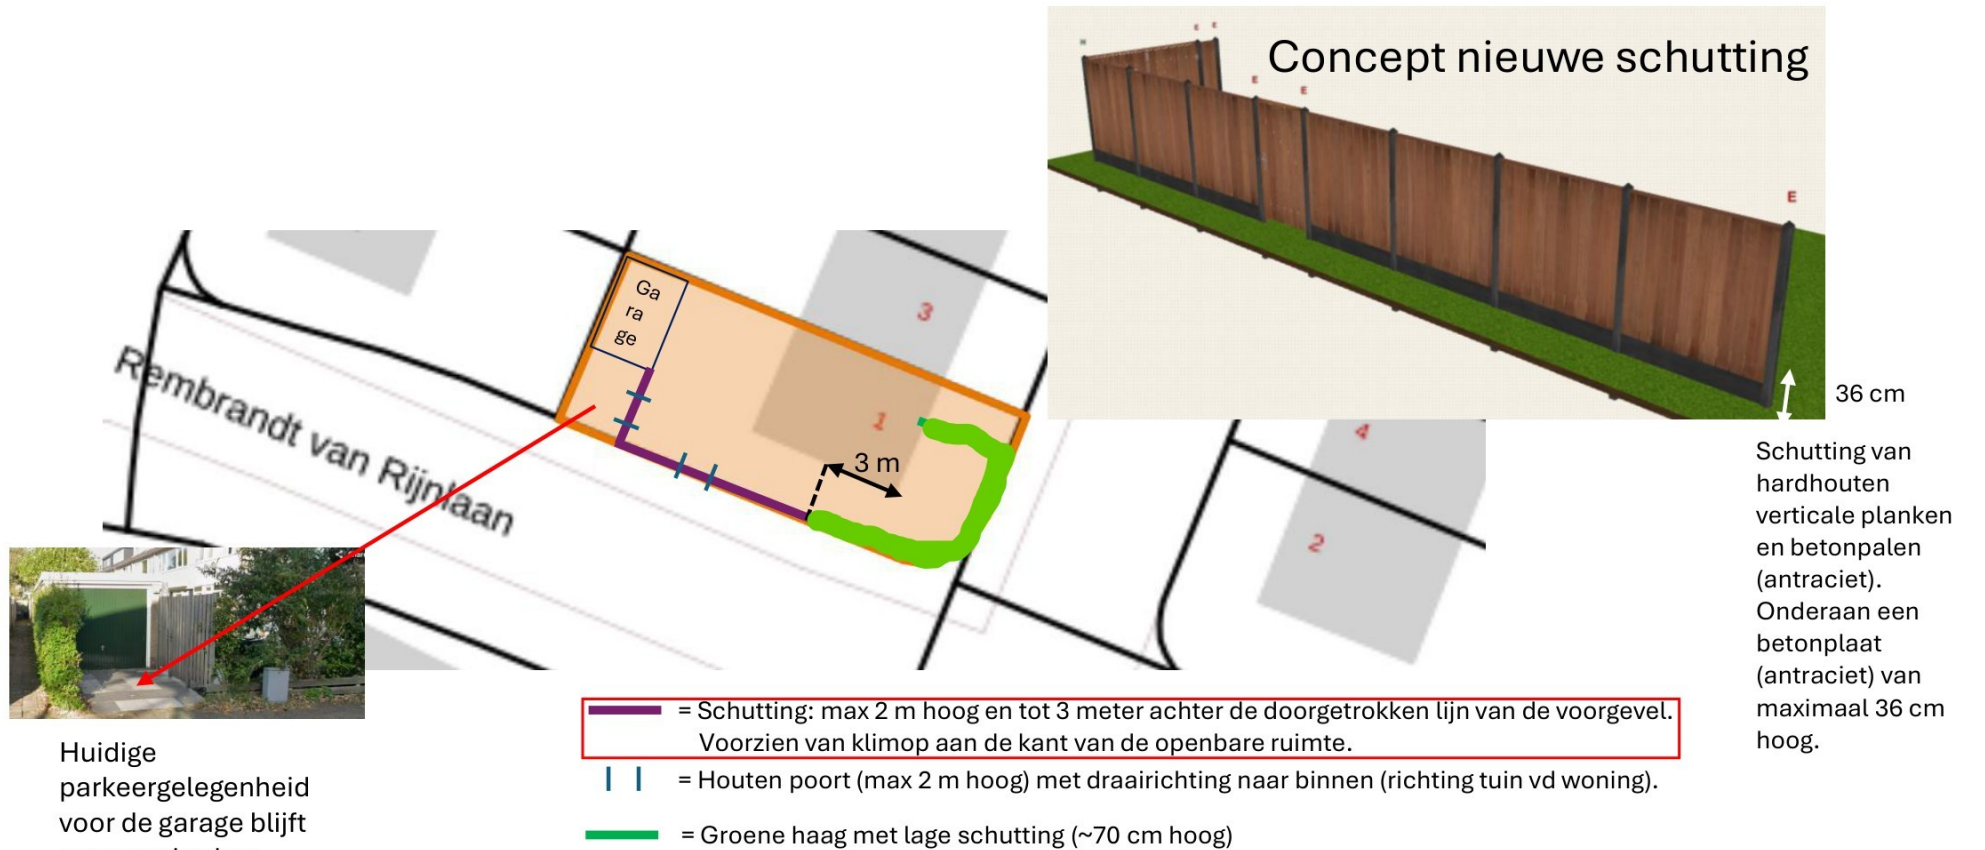 Concept nieuwe schutting
E
E
E
Ga
ra
ge
3
1
3 m
4
2
Rembrandt van Rijnlaan
36 cm
Schutting van
hardhouten
verticale planken
en betonpalen
(antraciet).
Onderaan een
betonplaat
(antraciet) van
maximaal 36 cm
hoog.
Huidige
parkeergelegenheid
voor de garage blijft
= Schutting: max 2 m hoog en tot 3 meter achter de doorgetrokken lijn van de voorgevel.
Voorzien van klimop aan de kant van de openbare ruimte.
= Houten poort (max 2 m hoog) met draairichting naar binnen (richting tuin vd woning).
= Groene haag met lage schutting (~70 cm hoog)